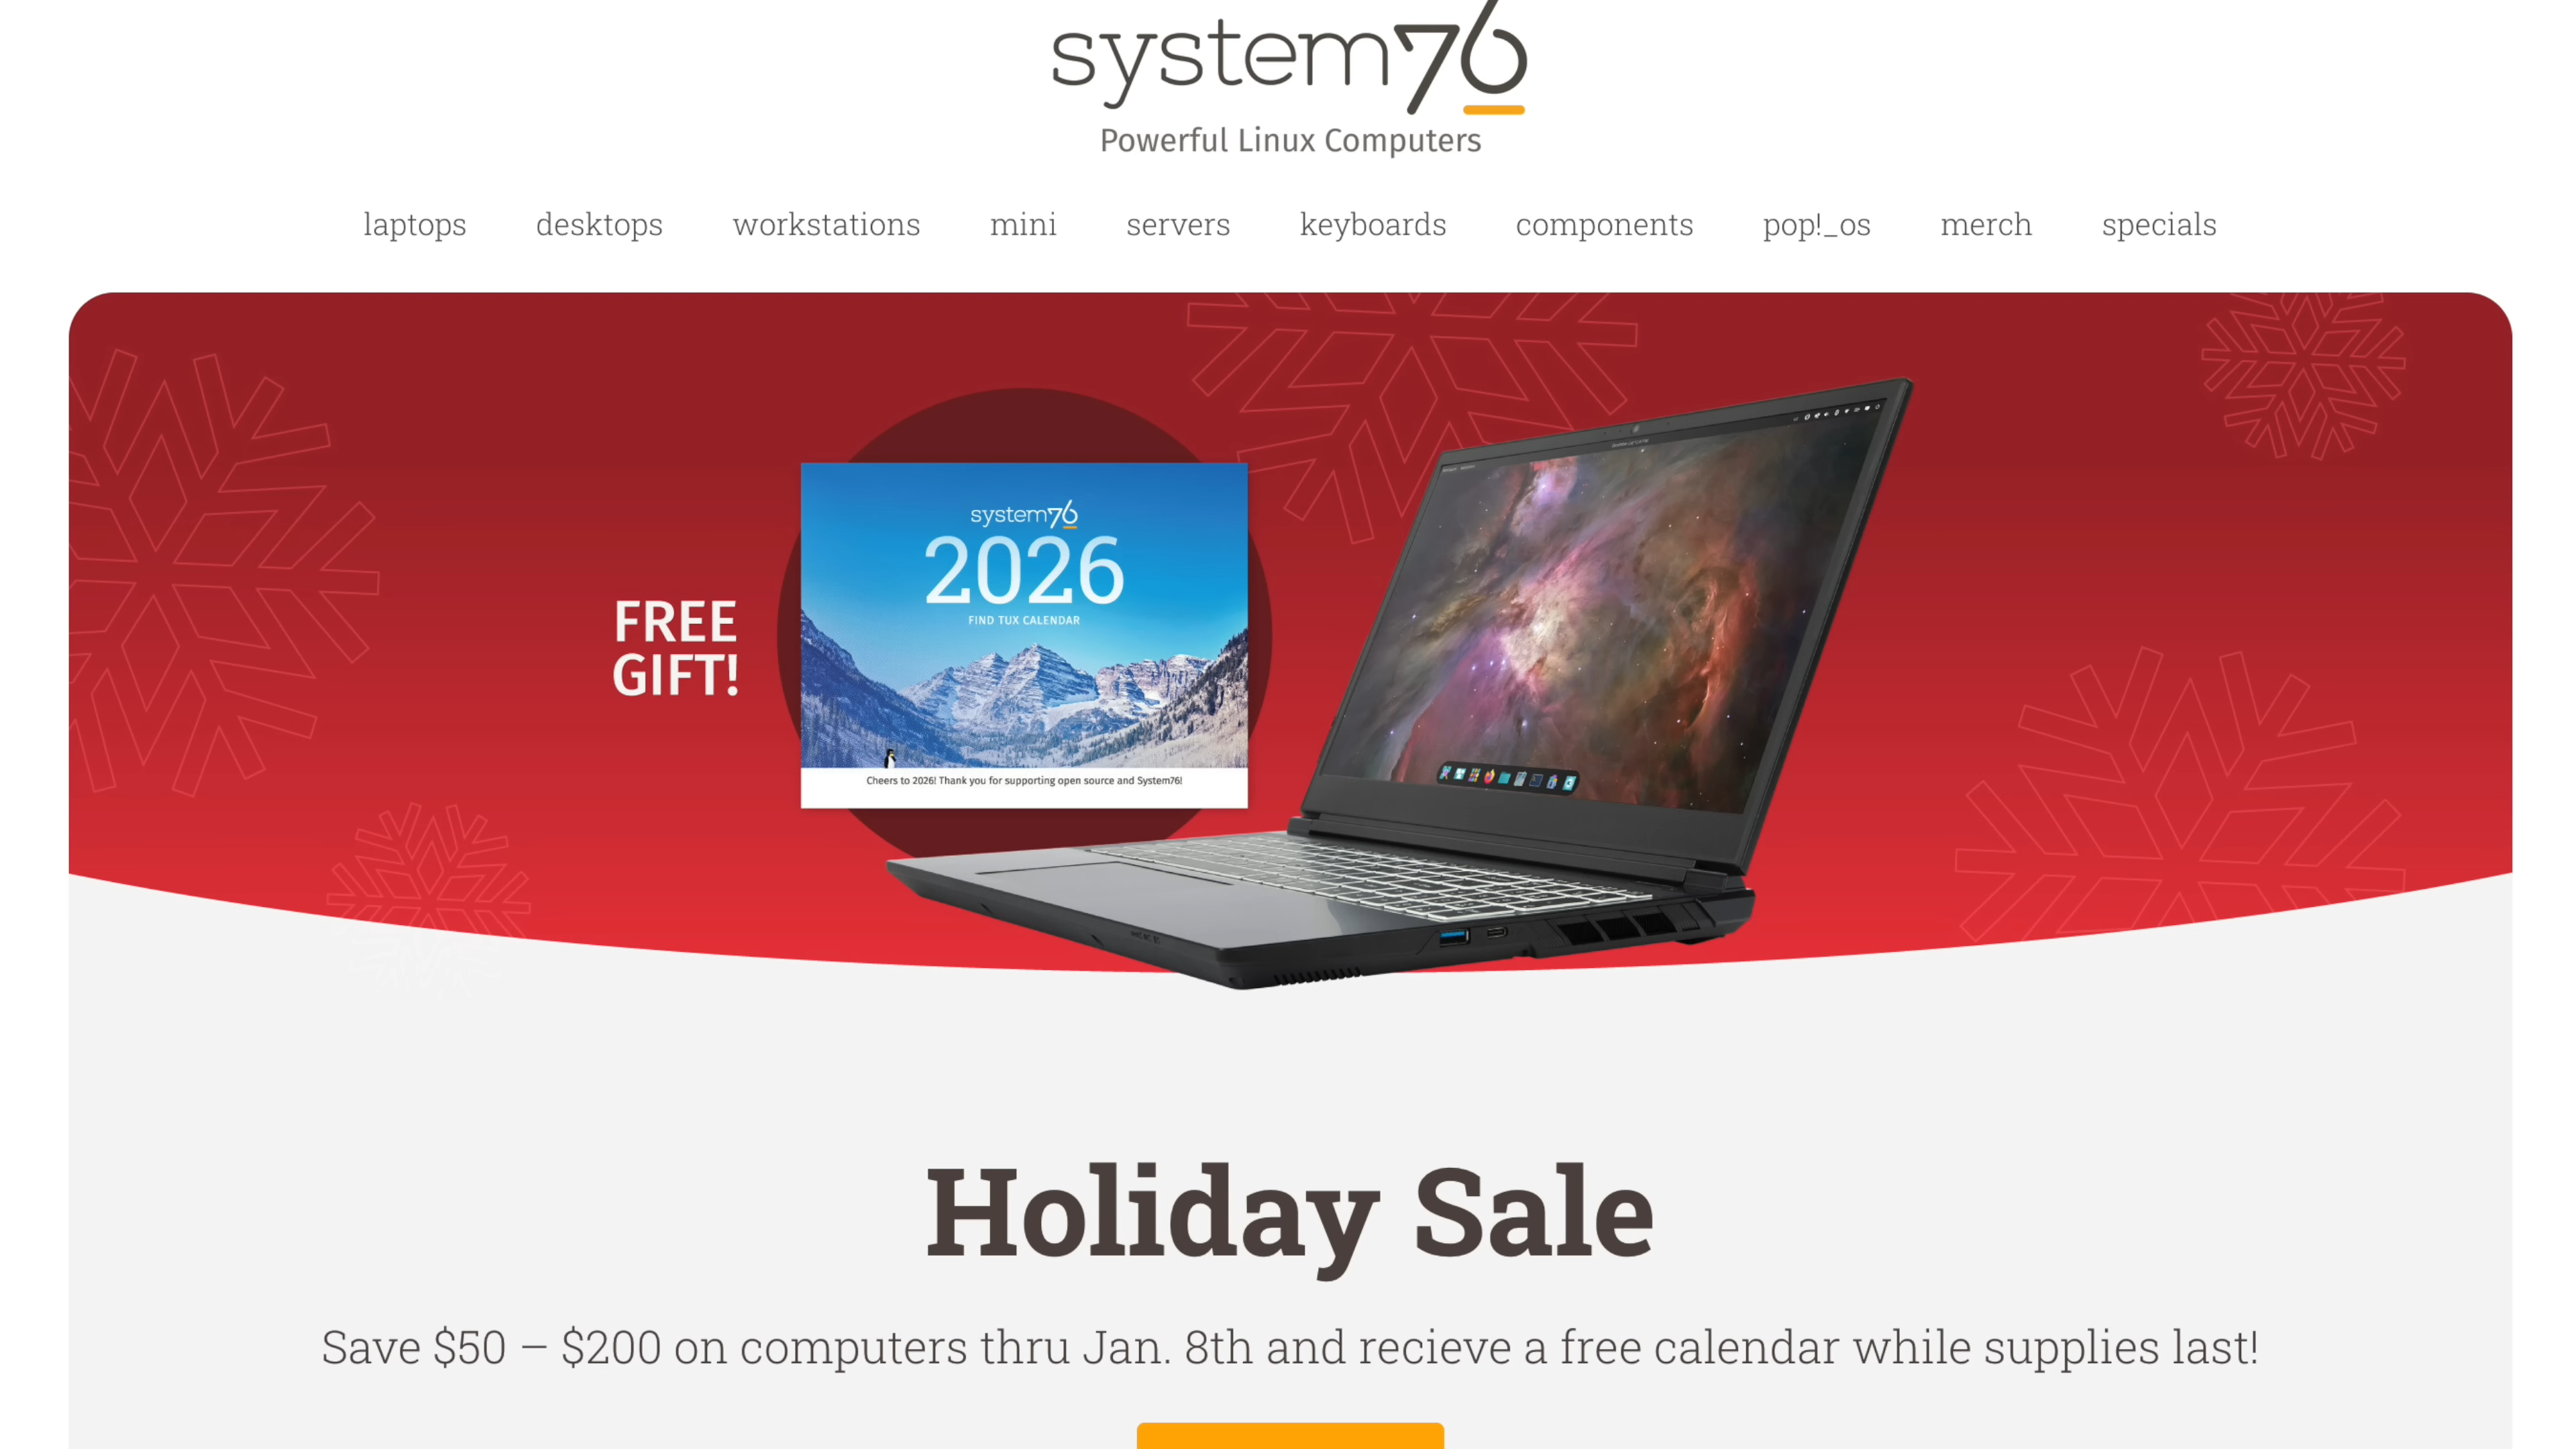 system76
Powerful Linux Computers
laptops desktops workstations mini servers keyboards components pop!_os merch specials
FREE
GIFT!
system76
2026
FIND TUX CALENDAR
Cheers to 2026! Thank you for supporting open source and System76!
Holiday Sale
Save $50 – $200 on computers thru Jan. 8th and recieve a free calendar while supplies last!